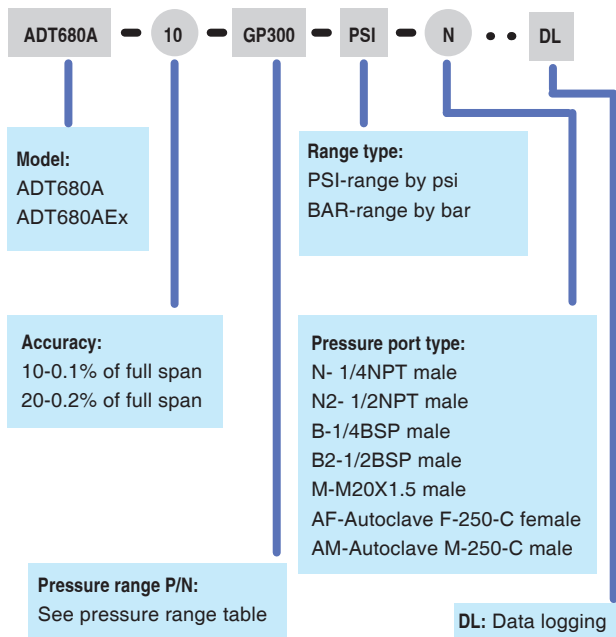 ADT680A - 10 - GP300 - PSI - N • • DL
Model:
ADT680A
ADT680AEx
Range type:
PSI-range by psi
BAR-range by bar
Accuracy:
10-0.1% of full span
20-0.2% of full span
Pressure port type:
N- 1/4NPT male
N2- 1/2NPT male
B-1/4BSP male
B2-1/2BSP male
M-M20X1.5 male
AF-Autoclave F-250-C female
AM-Autoclave M-250-C male
Pressure range P/N:
See pressure range table
DL: Data logging